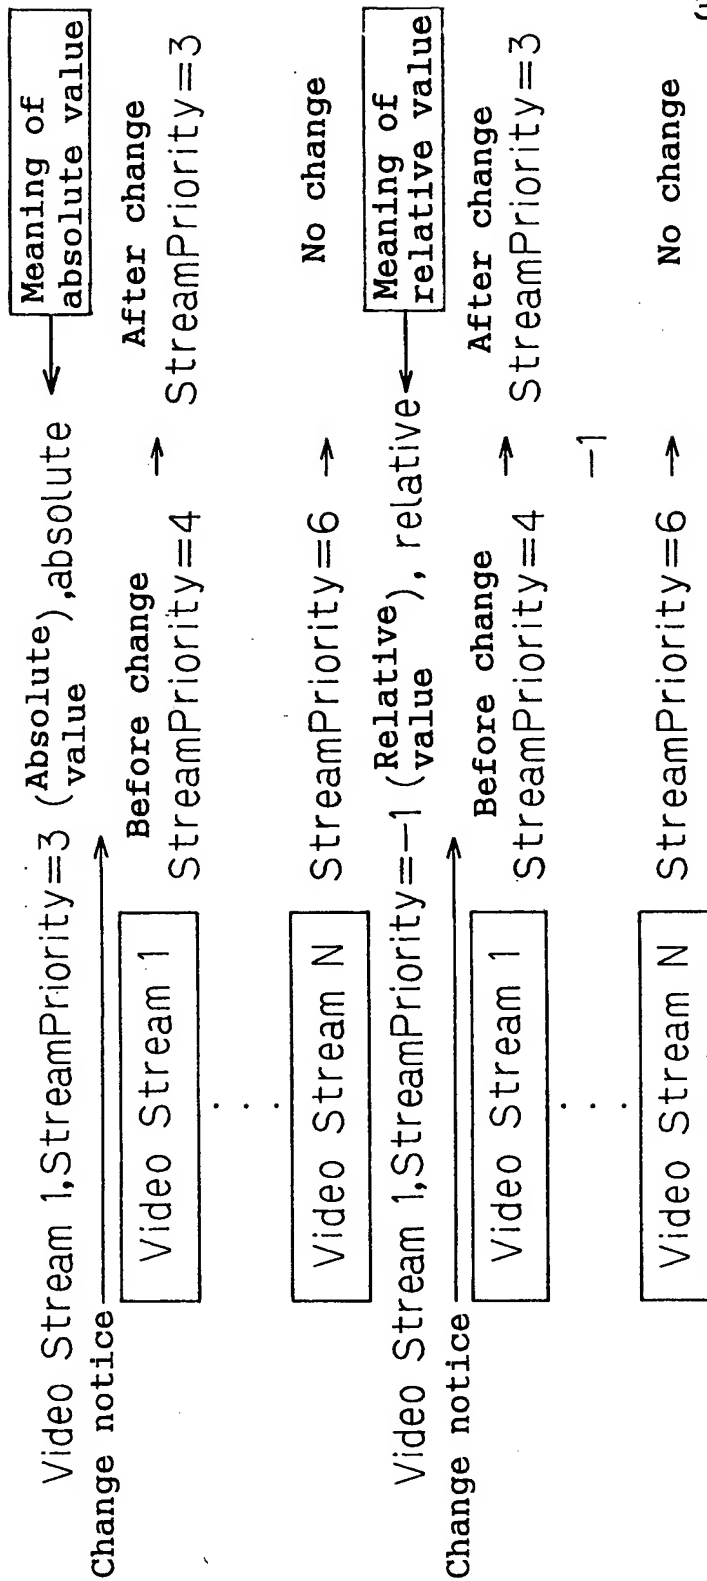 Video Stream 1,StreamPriority=3 (Absolute value),absolute
Meaning of
absolute value
Change notice
Before change
After change
Video Stream 1
StreamPriority=4 → StreamPriority=3
. . .
Video Stream N
StreamPriority=6 → No change
Video Stream 1,StreamPriority=-1 (Relative value), relative
Meaning of
relative value
Change notice
Before change
After change
Video Stream 1
StreamPriority=4 → StreamPriority=3
-1
. . .
Video Stream N
StreamPriority=6 → No change